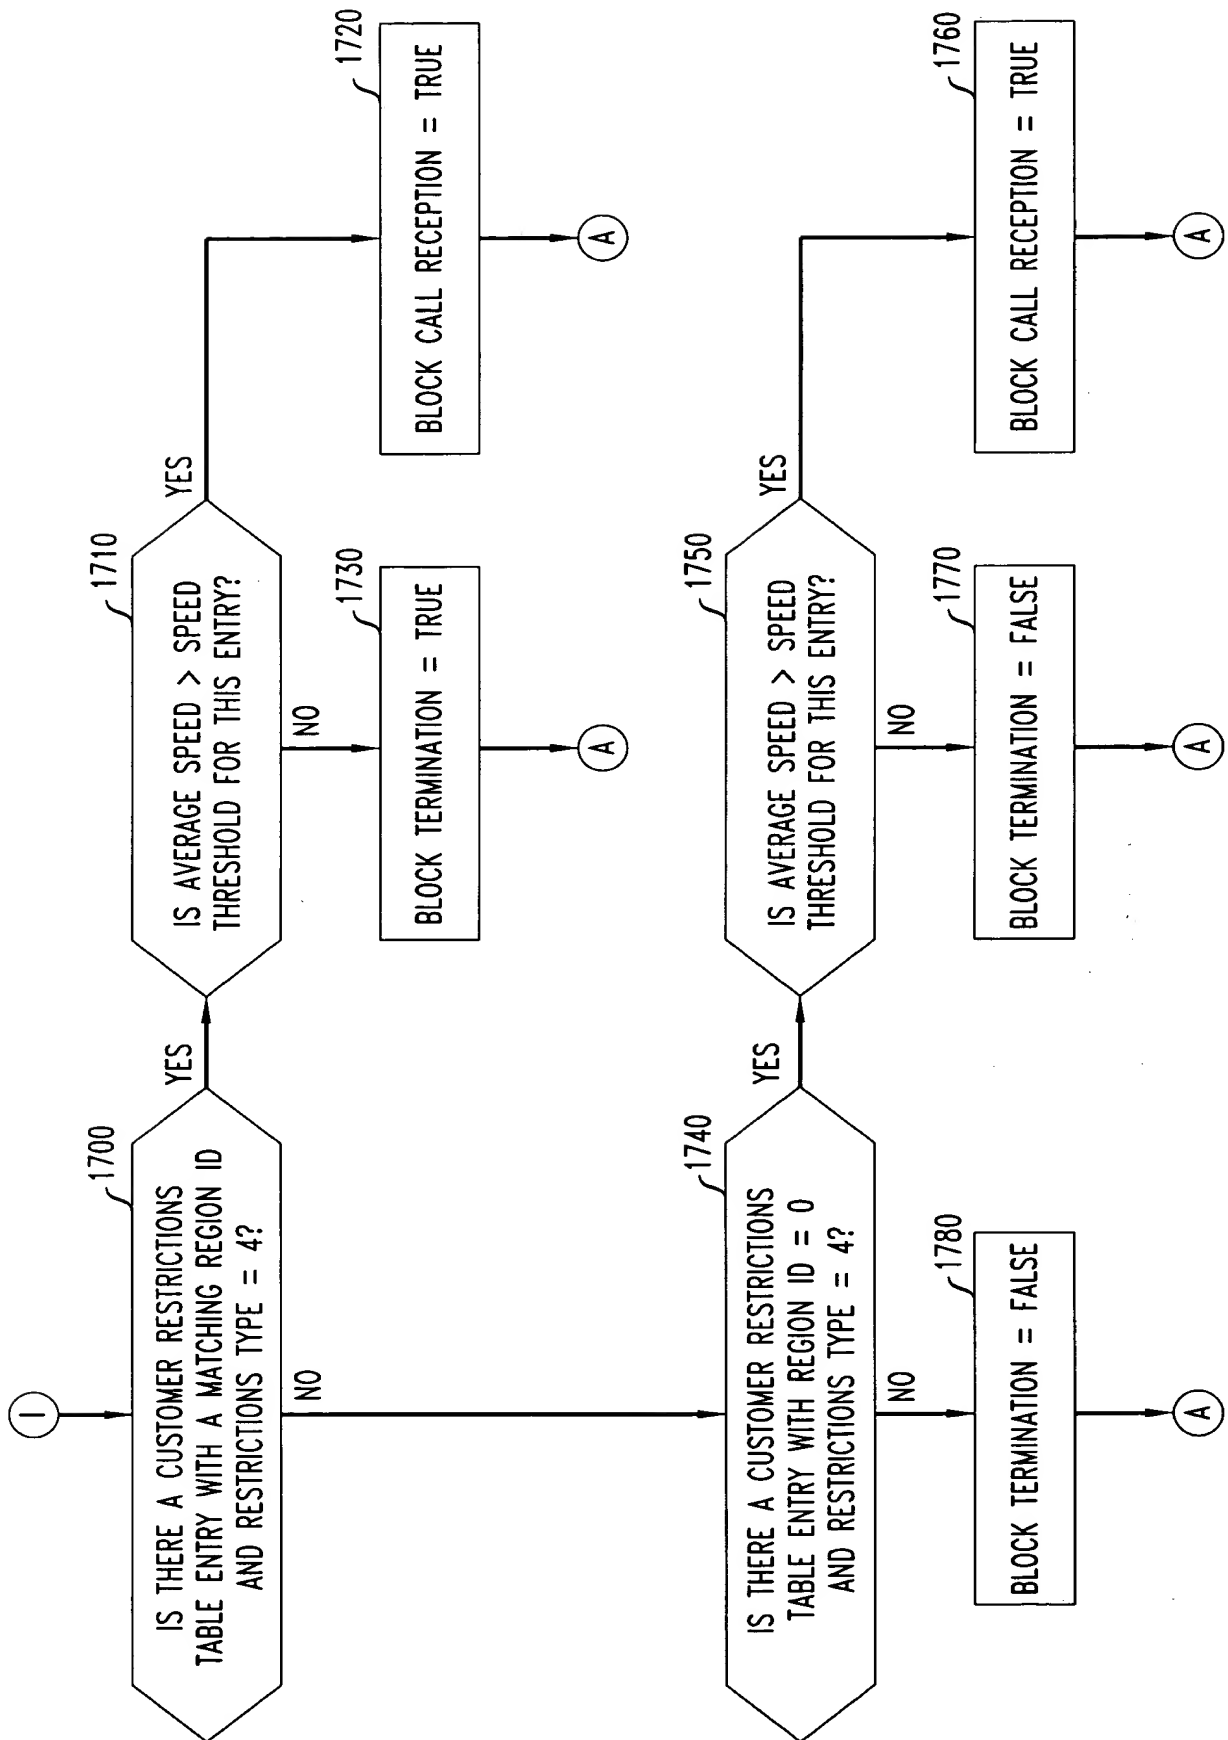 I
1700
IS THERE A CUSTOMER RESTRICTIONS
TABLE ENTRY WITH A MATCHING REGION ID
AND RESTRICTIONS TYPE = 4?
YES
NO
1710
IS AVERAGE SPEED > SPEED
THRESHOLD FOR THIS ENTRY?
YES
NO
1720
BLOCK CALL RECEPTION = TRUE
A
1730
BLOCK TERMINATION = TRUE
A
1740
IS THERE A CUSTOMER RESTRICTIONS
TABLE ENTRY WITH REGION ID = 0
AND RESTRICTIONS TYPE = 4?
YES
NO
1750
IS AVERAGE SPEED > SPEED
THRESHOLD FOR THIS ENTRY?
YES
NO
1760
BLOCK CALL RECEPTION = TRUE
A
1770
BLOCK TERMINATION = FALSE
A
1780
BLOCK TERMINATION = FALSE
A